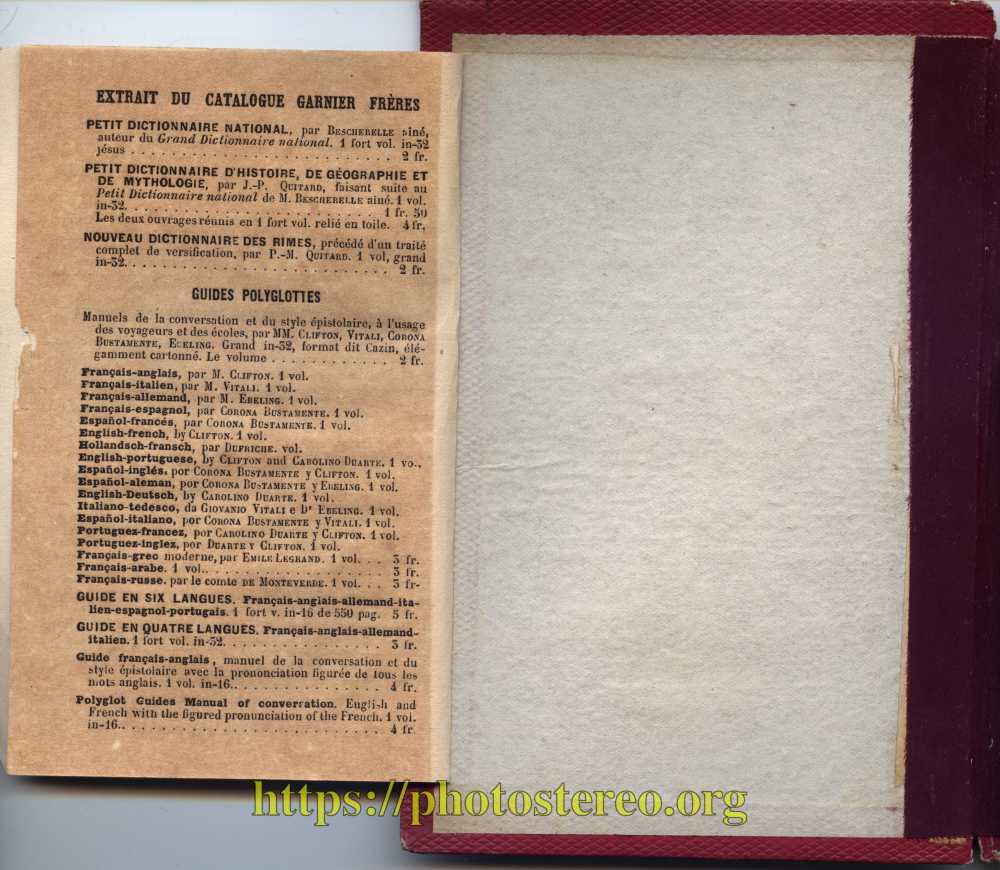 EXTRAIT DU CATALOGUE GARNIER FRÈRES
PETIT DICTIONNAIRE NATIONAL, par BESCHERELLE aîné,
auteur du Grand Dictionnaire national. 1 fort vol. in-32
jésus . . . . . . . . . . . . . . . . . . . . . . 2 fr.
PETIT DICTIONNAIRE D'HISTOIRE, DE GÉOGRAPHIE ET
DE MYTHOLOGIE, par J.-P. QUITARD, faisant suite au
Petit Dictionnaire national de M. BESCHERELLE aîné. 1 vol.
in-32. . . . . . . . . . . . . . . . . . . . . 1 fr. 50
Les deux ouvrages réunis en 1 fort vol. relié en toile. 4 fr.
NOUVEAU DICTIONNAIRE DES RIMES, précédé d'un traité
complet de versification, par P.-M. QUITARD. 1 vol, grand
in-32. . . . . . . . . . . . . . . . . . . . . . 2 fr.
GUIDES POLYGLOTTES
Manuels de la conversation et du style épistolaire, à l'usage
des voyageurs et des écoles, par MM. CLIFTON, VITALI, CORONA
BUSTAMENTE, EBELING. Grand in-32, format dit Cazin, élé-
gamment cartonné. Le volume . . . . . . . . . . . 2 fr.
Français-anglais, par M. CLIFTON. 1 vol.
Français-italien, par M. VITALI. 1 vol.
Français-allemand, par M. EBELING. 1 vol.
Français-espagnol, par CORONA BUSTAMENTE. 1 vol.
Español-francés, par CORONA BUSTAMENTE. 1 vol.
English-french, by CLIFTON. 1 vol.
Hollandsch-fransch, par DUFRICHE. vol.
English-portuguese, by CLIFTON and CAROLINO DUARTE. 1 vo.,
Español-inglés. por CORONA BUSTAMENTE y CLIFTON. 1 vol.
Español-aleman, por CORONA BUSTAMENTE y EBELING. 1 vol.
English-Deutsch, by CAROLINO DUARTE. 1 vol.
Italiano-tedesco, da GIOVANIO VITALI e Dr EBELING. 1 vol.
Español-italiano, por CORONA BUSTAMENTE y VITALI. 1 vol.
Portuguez-francez, por CAROLINO DUARTE y CLIFTON. 1 vol.
Portuguez-inglez, por DUARTE Y CLIFTON. 1 vol.
Français-grec moderne, par EMILE LEGRAND. 1 vol. . . 3 fr.
Français-arabe. 1 vol. . . . . . . . . . . . . . . . 3 fr.
Français-russe. par le comte DE MONTEVERDE. 1 vol. . . 3 fr-
GUIDE EN SIX LANGUES. Français-anglais-allemand-ita-
lien-espagnol-portugais. 1 fort v. in-16 de 550 pag. 5 fr.
GUIDE EN QUATRE LANGUES. Français-anglais-allemand-
italien. 1 fort vol. in-32. . . . . . . . . . . . . 3 fr.
Guide français-anglais, manuel de la conversation et du
style épistolaire avec la prononciation figurée de tous les
mots anglais. 1 vol. in-16. . . . . . . . . . . . . 4 fr.
Polyglot Guides Manual of converration. English and
French with the figured pronunciation of the French. 1 vol.
in-16. . . . . . . . . . . . . . . . . . . . . . . 4 fr.
https://photostereo.org